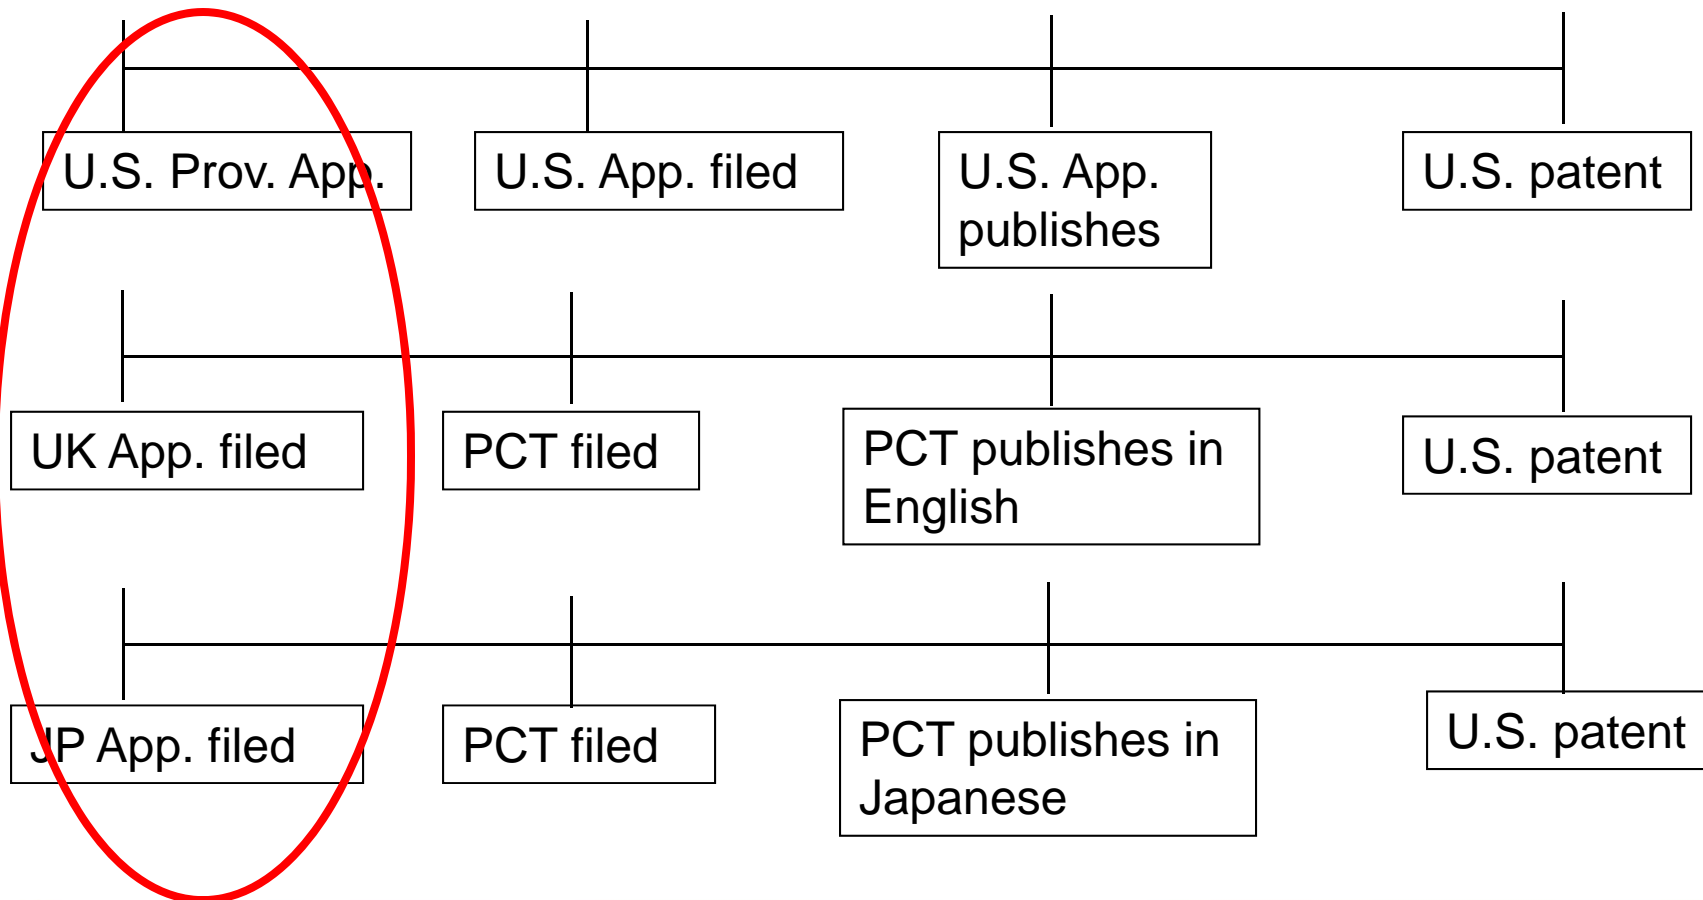 U.S. Prov. App.
U.S. App. filed
U.S. App.
publishes
U.S. patent
UK App. filed
PCT filed
PCT publishes in
English
U.S. patent
JP App. filed
PCT filed
PCT publishes in
Japanese
U.S. patent